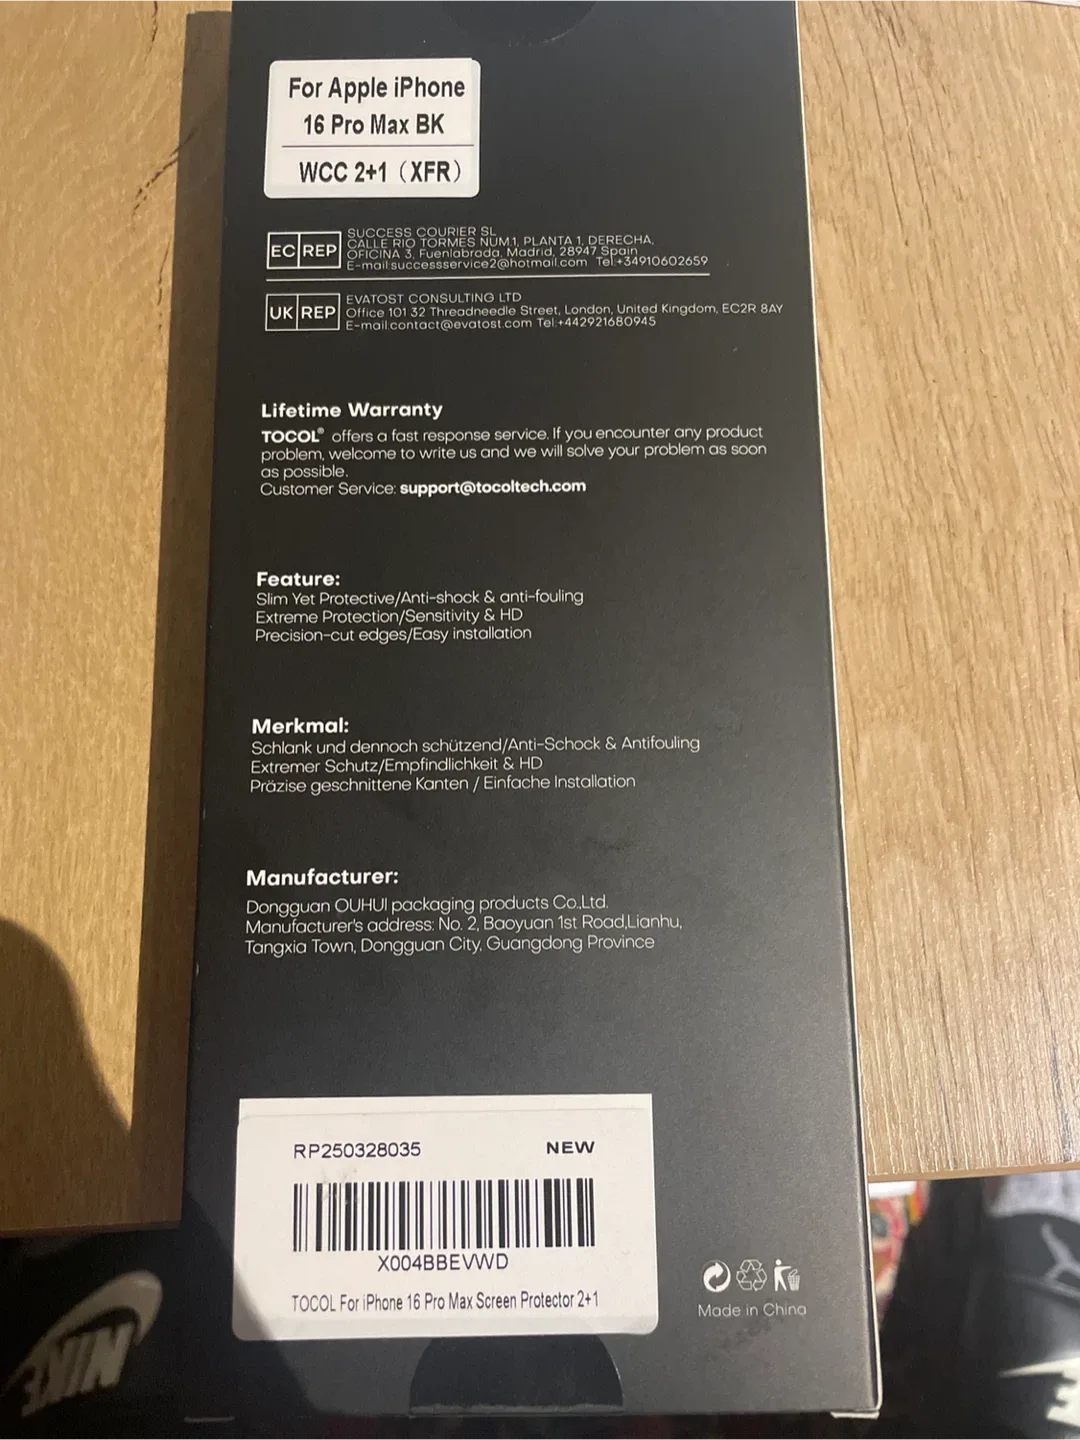 For Apple iPhone
16 Pro Max BK
WCC 2+1（XFR）
EC REP
SUCCESS COURIER SL
CALLE RIO TORMES NUM.1, PLANTA 1, DERECHA,
OFICINA 3, Fuenlabrada, Madrid, 28947 Spain
E-mail:successservice2@hotmail.com Tel:+34910602659
UK REP
EVATOST CONSULTING LTD
Office 101 32 Threadneedle Street, London, United Kingdom, EC2R 8AY
E-mail:contact@evatost.com Tel:+442921680945
Lifetime Warranty
TOCOL® offers a fast response service. If you encounter any product
problem, welcome to write us and we will solve your problem as soon
as possible.
Customer Service: support@tocoltech.com
Feature:
Slim Yet Protective/Anti-shock & anti-fouling
Extreme Protection/Sensitivity & HD
Precision-cut edges/Easy installation
Merkmal:
Schlank und dennoch schützend/Anti-Schock & Antifouling
Extremer Schutz/Empfindlichkeit & HD
Präzise geschnittene Kanten / Einfache Installation
Manufacturer:
Dongguan OUHUI packaging products Co.,Ltd.
Manufacturer's address: No. 2, Baoyuan 1st Road,Lianhu,
Tangxia Town, Dongguan City, Guangdong Province
RP250328035 NEW
X004BBEVWD
TOCOL For iPhone 16 Pro Max Screen Protector 2+1
Made in China
NIKE